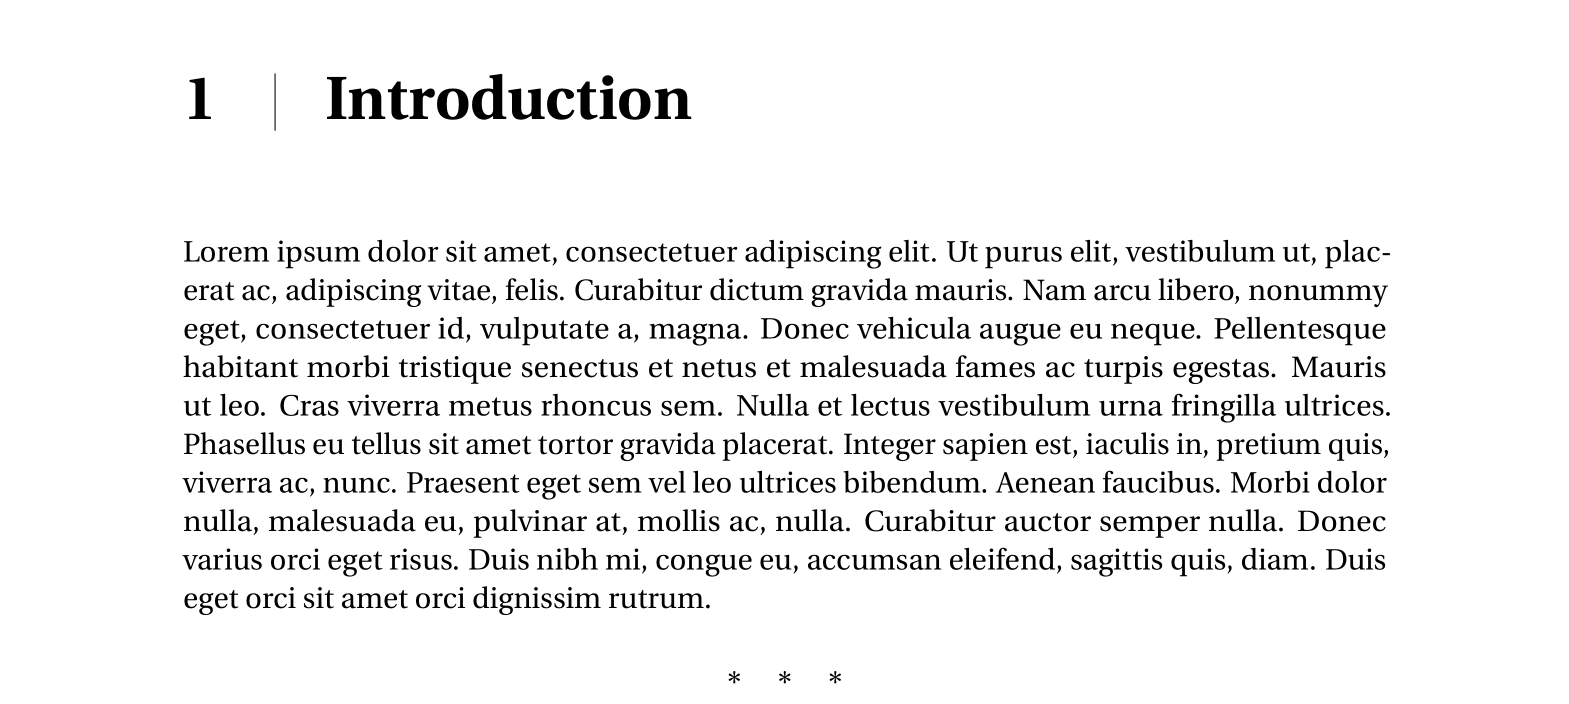 1 Introduction
Lorem ipsum dolor sit amet, consectetuer adipiscing elit. Ut purus elit, vestibulum ut, plac-
erat ac, adipiscing vitae, felis. Curabitur dictum gravida mauris. Nam arcu libero, nonummy
eget, consectetuer id, vulputate a, magna. Donec vehicula augue eu neque. Pellentesque
habitant morbi tristique senectus et netus et malesuada fames ac turpis egestas. Mauris
ut leo. Cras viverra metus rhoncus sem. Nulla et lectus vestibulum urna fringilla ultrices.
Phasellus eu tellus sit amet tortor gravida placerat. Integer sapien est, iaculis in, pretium quis,
viverra ac, nunc. Praesent eget sem vel leo ultrices bibendum. Aenean faucibus. Morbi dolor
nulla, malesuada eu, pulvinar at, mollis ac, nulla. Curabitur auctor semper nulla. Donec
varius orci eget risus. Duis nibh mi, congue eu, accumsan eleifend, sagittis quis, diam. Duis
eget orci sit amet orci dignissim rutrum.
* * *